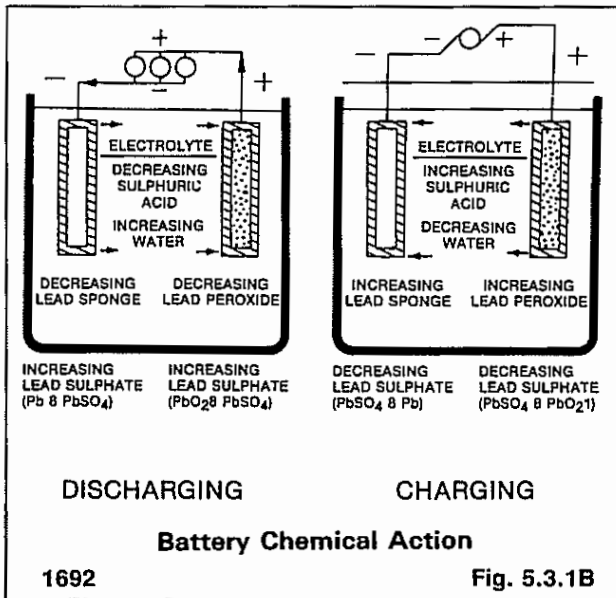 +
− − +
− + − +
−
ELECTROLYTE
DECREASING
SULPHURIC
ACID
INCREASING
WATER
DECREASING
LEAD SPONGE
DECREASING
LEAD PEROXIDE
INCREASING
LEAD SULPHATE
(Pb 8 PbSO₄)
INCREASING
LEAD SULPHATE
(PbO₂8 PbSO₄)
DISCHARGING
ELECTROLYTE
INCREASING
SULPHURIC
ACID
DECREASING
WATER
INCREASING
LEAD SPONGE
INCREASING
LEAD PEROXIDE
DECREASING
LEAD SULPHATE
(PbSO₄ 8 Pb)
DECREASING
LEAD SULPHATE
(PbSO₄ 8 PbO₂1)
CHARGING
Battery Chemical Action
1692
Fig. 5.3.1B